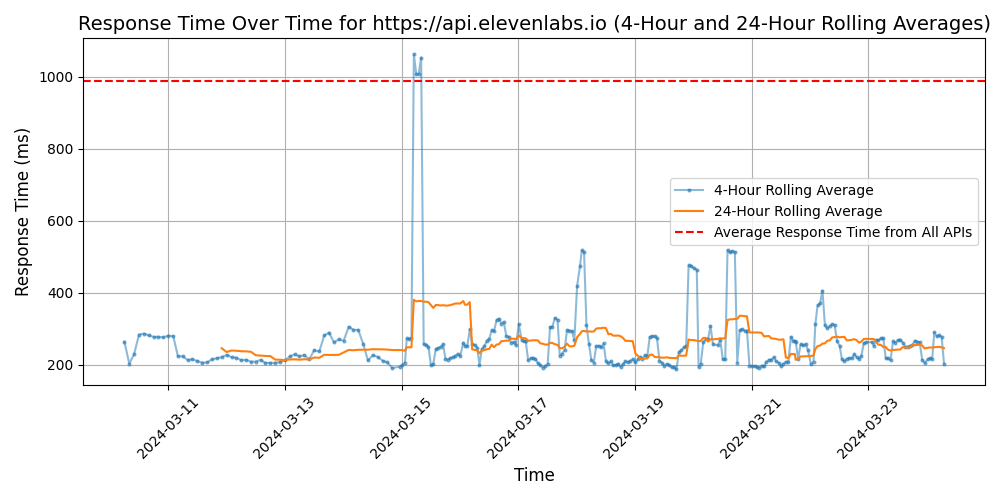 Response Time Over Time for https://api.elevenlabs.io (4-Hour and 24-Hour Rolling Averages)
Response Time (ms)
1000
800
600
400
200
4-Hour Rolling Average
24-Hour Rolling Average
Average Response Time from All APIs
2024-03-11
2024-03-13
2024-03-15
2024-03-17
2024-03-19
2024-03-21
2024-03-23
Time